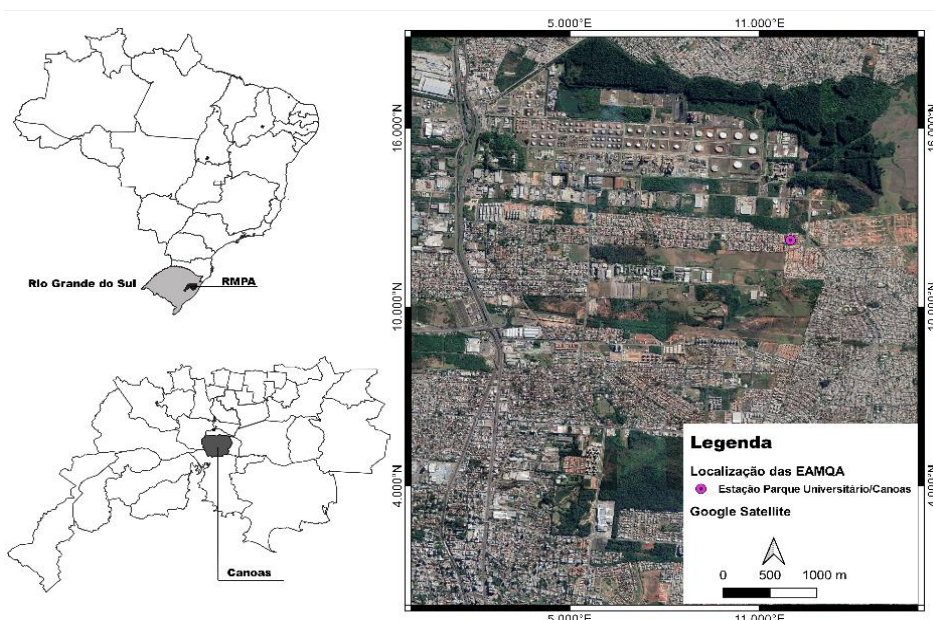 5.000°E 11.000°E
16.000°N
16.000°N
Rio Grande do Sul
RMPA
10.000°N
10.000°N
Legenda
Localização das EAMQA
Estação Parque Universitário/Canoas
Google Satellite
4.000°N
4.000°N
0 500 1000 m
Canoas
5.000°E 11.000°E